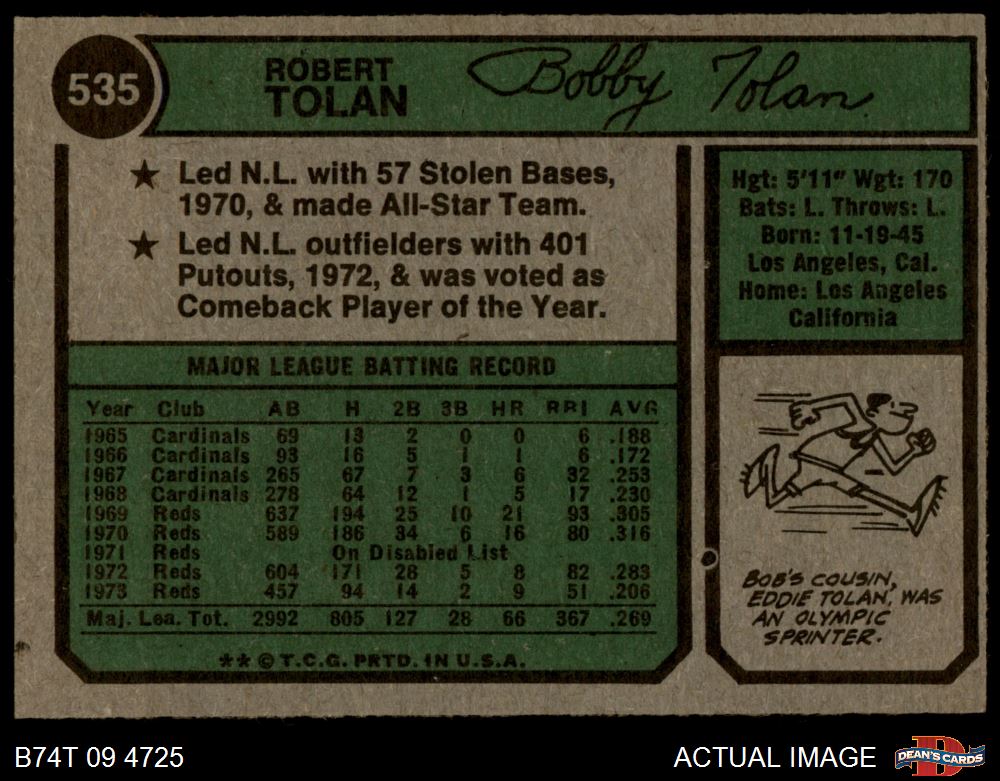 535
ROBERT
TOLAN
Bobby Tolan
★ Led N.L. with 57 Stolen Bases,
1970, & made All-Star Team.
★ Led N.L. outfielders with 401
Putouts, 1972, & was voted as
Comeback Player of the Year.
Hgt: 5'11" Wgt: 170
Bats: L. Throws: L.
Born: 11-19-45
Los Angeles, Cal.
Home: Los Angeles
California
MAJOR LEAGUE BATTING RECORD
Year Club AB H 2B 3B HR RBI AVG
1965 Cardinals 69 13 2 0 0 6 .188
1966 Cardinals 93 16 5 1 1 6 .172
1967 Cardinals 265 67 7 3 6 32 .253
1968 Cardinals 278 64 12 1 5 17 .230
1969 Reds 637 194 25 10 21 93 .305
1970 Reds 589 186 34 6 16 80 .316
1971 Reds On Disabled List
1972 Reds 604 171 28 5 8 82 .283
1973 Reds 457 94 14 2 9 51 .206
Maj. Lea. Tot. 2992 805 127 28 66 367 .269
** © T.C.G. PRTD. IN U.S.A.
BOB'S COUSIN,
EDDIE TOLAN, WAS
AN OLYMPIC
SPRINTER.
B74T 09 4725
ACTUAL IMAGE
DEAN'S CARDS